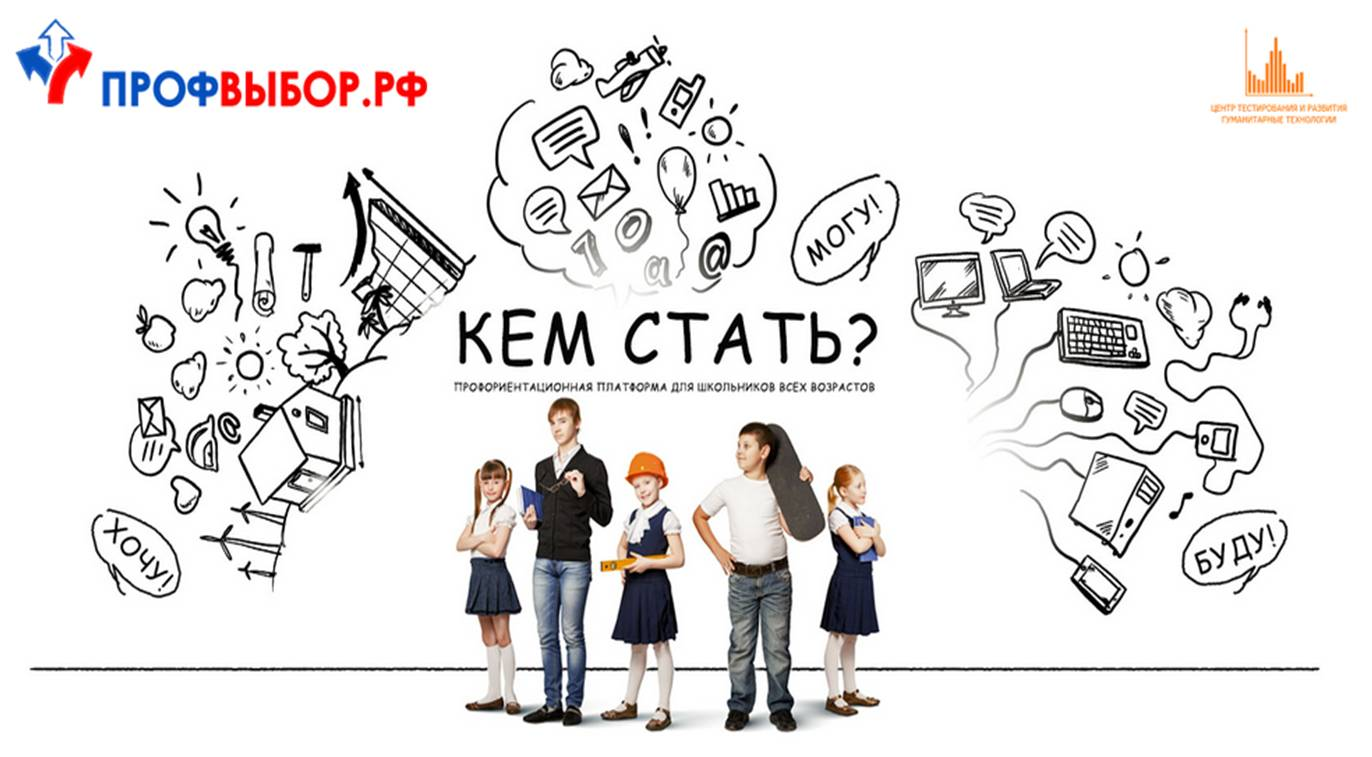 ПРОФВЫБОР.РФ
ЦЕНТР ТЕСТИРОВАНИЯ И РАЗВИТИЯ
ГУМАНИТАРНЫЕ ТЕХНОЛОГИИ
МОГУ!
КЕМ СТАТЬ?
ПРОФОРИЕНТАЦИОННАЯ ПЛАТФОРМА ДЛЯ ШКОЛЬНИКОВ ВСЕХ ВОЗРАСТОВ
ХОЧУ!
БУДУ!